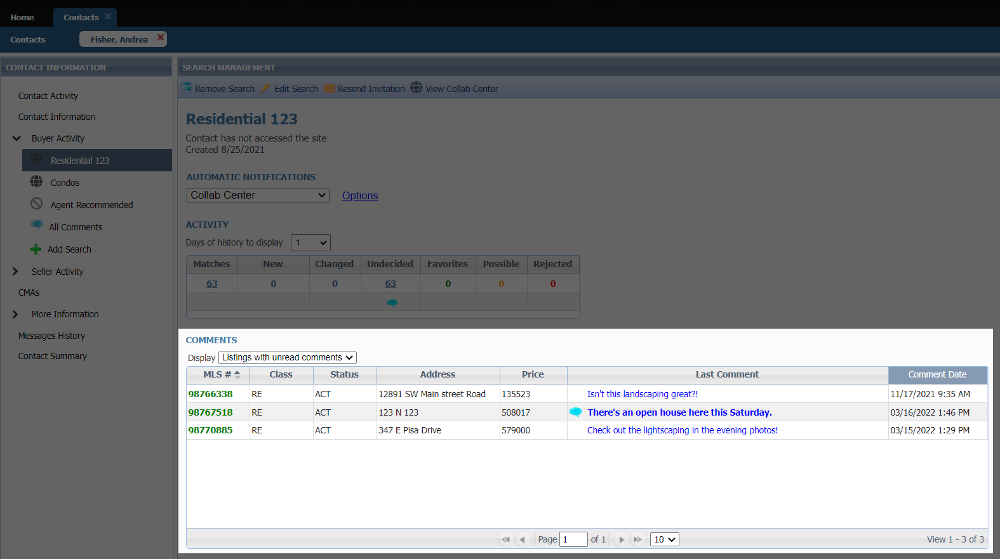 Home
Contacts
Contacts
Fisher, Andrea
CONTACT INFORMATION
Contact Activity
Contact Information
Buyer Activity
Residential 123
Condos
Agent Recommended
All Comments
Add Search
Seller Activity
CMAs
More Information
Messages History
Contact Summary
SEARCH MANAGEMENT
Remove Search Edit Search Resend Invitation View Collab Center
Residential 123
Contact has not accessed the site
Created 8/25/2021
AUTOMATIC NOTIFICATIONS
Collab Center Options
ACTIVITY
Days of history to display 1
Matches New Changed Undecided Favorites Possible Rejected
63 0 0 63 0 0 0
COMMENTS
Display Listings with unread comments
MLS # Class Status Address Price Last Comment Comment Date
98766338 RE ACT 12891 SW Main street Road 135523 Isn't this landscaping great?! 11/17/2021 9:35 AM
98767518 RE ACT 123 N 123 508017 There's an open house here this Saturday. 03/16/2022 1:46 PM
98770885 RE ACT 347 E Pisa Drive 579000 Check out the lightscaping in the evening photos! 03/15/2022 1:29 PM
Page 1 of 1 10 View 1 - 3 of 3